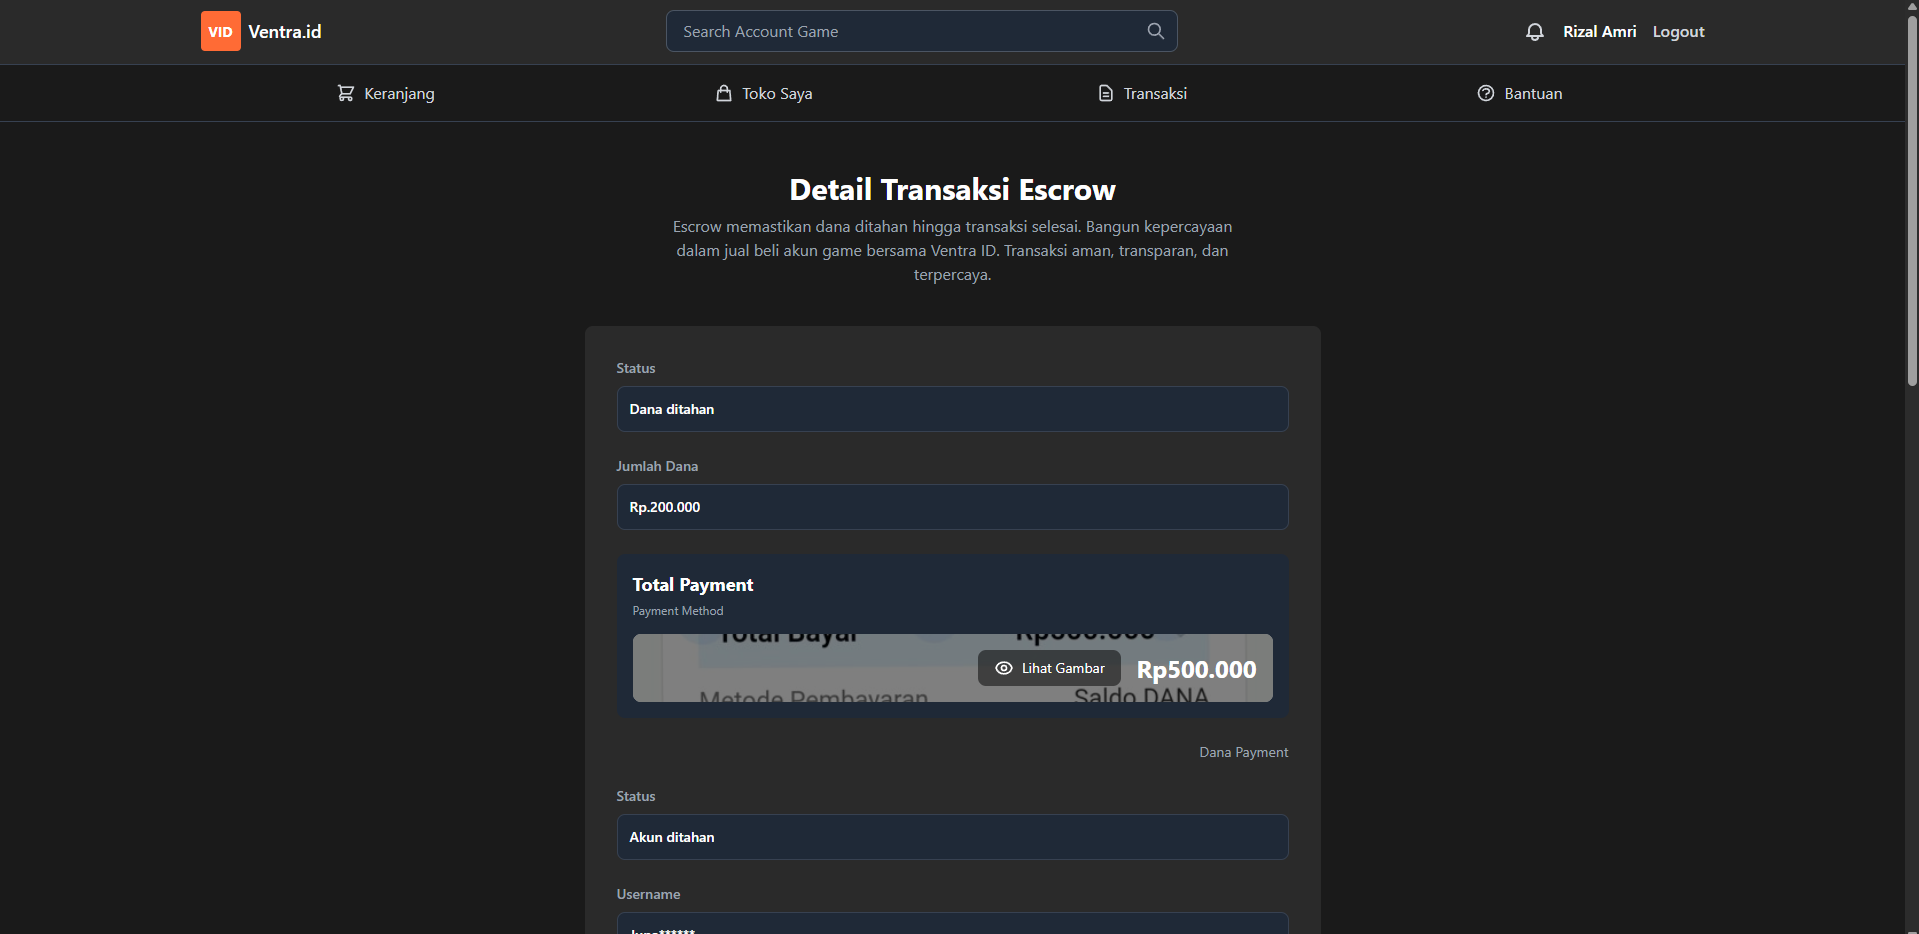 VID Ventra.id
Search Account Game
Rizal Amri
Logout
Keranjang
Toko Saya
Transaksi
Bantuan
Detail Transaksi Escrow
Escrow memastikan dana ditahan hingga transaksi selesai. Bangun kepercayaan
dalam jual beli akun game bersama Ventra ID. Transaksi aman, transparan, dan
terpercaya.
Status
Dana ditahan
Jumlah Dana
Rp.200.000
Total Payment
Payment Method
Total Bayar
Rp500.000
Lihat Gambar
Rp500.000
Metode Pembayaran
Saldo DANA
Dana Payment
Status
Akun ditahan
Username